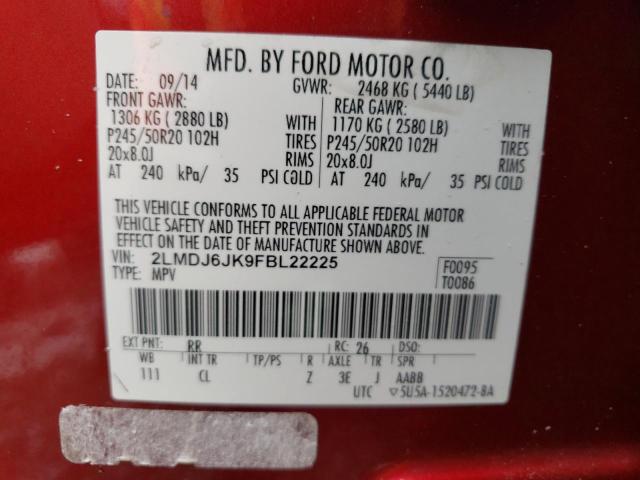 MFD. BY FORD MOTOR CO.
DATE: 09/14 GVWR: 2468 KG ( 5440 LB)
FRONT GAWR: REAR GAWR:
1306 KG ( 2880 LB) WITH 1170 KG ( 2580 LB) WITH
P245/50R20 102H TIRES P245/50R20 102H TIRES
20x8.0J RIMS 20x8.0J RIMS
AT 240 kPa/ 35 PSI COLD AT 240 kPa/ 35 PSI COLD
THIS VEHICLE CONFORMS TO ALL APPLICABLE FEDERAL MOTOR
VEHICLE SAFETY AND THEFT PREVENTION STANDARDS IN
EFFECT ON THE DATE OF MANUFACTURE SHOWN ABOVE.
VIN: 2LMDJ6JK9FBL22225 F0095
TYPE: MPV T0086
EXT PNT: RR RC: 26 DSO:
WB INT TR TP/PS R AXLE TR SPR
111 CL Z 3E J AABB
UTC ▽5U5A-1520472-BA